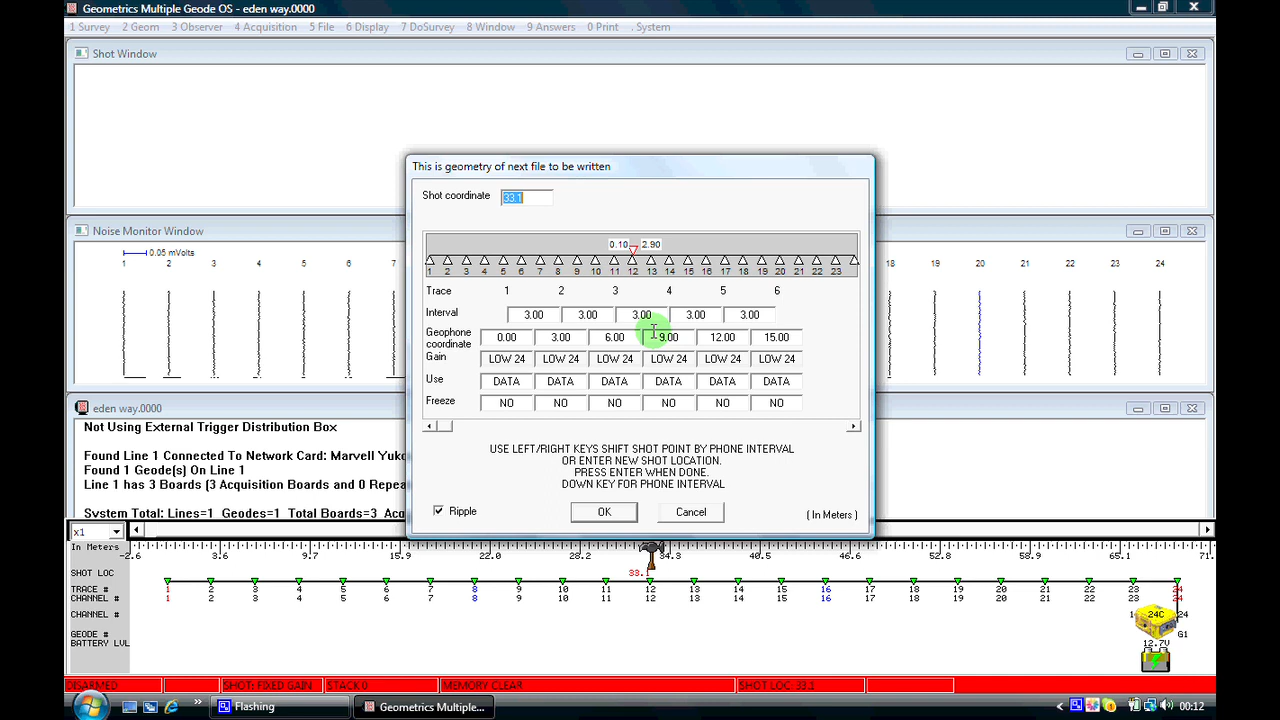 Geometrics Multiple Geode OS - eden way.0000
1 Survey 2 Geom 3 Observer 4 Acquisition 5 File 6 Display 7 DoSurvey 8 Window 9 Answers 0 Print . System
Shot Window
This is geometry of next file to be written
Shot coordinate 33.1
Noise Monitor Window
0.05 mVolts
0.10 2.90
1 2 3 4 5 6 7 18 19 20 21 22 23 24
1 2 3 4 5 6 7 8 9 10 11 12 13 14 15 16 17 18 19 20 21 22 23
Trace 1 2 3 4 5 6
Interval 3.00 3.00 3.00 3.00 3.00
Geophone coordinate 0.00 3.00 6.00 9.00 12.00 15.00
Gain LOW 24 LOW 24 LOW 24 LOW 24 LOW 24 LOW 24
Use DATA DATA DATA DATA DATA DATA
Freeze NO NO NO NO NO NO
eden way.0000
Not Using External Trigger Distribution Box
Found Line 1 Connected To Network Card: Marvell Yuko
Found 1 Geode(s) On Line 1
Line 1 has 3 Boards (3 Acquisition Boards and 0 Repea
System Total: Lines=1 Geodes=1 Total Boards=3 Acq
USE LEFT/RIGHT KEYS SHIFT SHOT POINT BY PHONE INTERVAL
OR ENTER NEW SHOT LOCATION.
PRESS ENTER WHEN DONE.
DOWN KEY FOR PHONE INTERVAL
Ripple OK Cancel ( In Meters )
x1
In Meters
-2.6 3.6 9.7 15.9 22.0 28.2 34.3 40.5 46.6 52.8 58.9 65.1 71.
SHOT LOC 33.1
TRACE # 1 2 3 4 5 6 7 8 9 10 11 12 13 14 15 16 17 18 19 20 21 22 23 24
CHANNEL # 1 2 3 4 5 6 7 8 9 10 11 12 13 14 15 16 17 18 19 20 21 22 23 24
CHANNEL # 1 24C 24
GEODE # G1
BATTERY LVL 12.7V
DISARMED SHOT: FIXED GAIN STACK 0 MEMORY CLEAR SHOT LOC: 33.1
Flashing Geometrics Multiple... 00:12